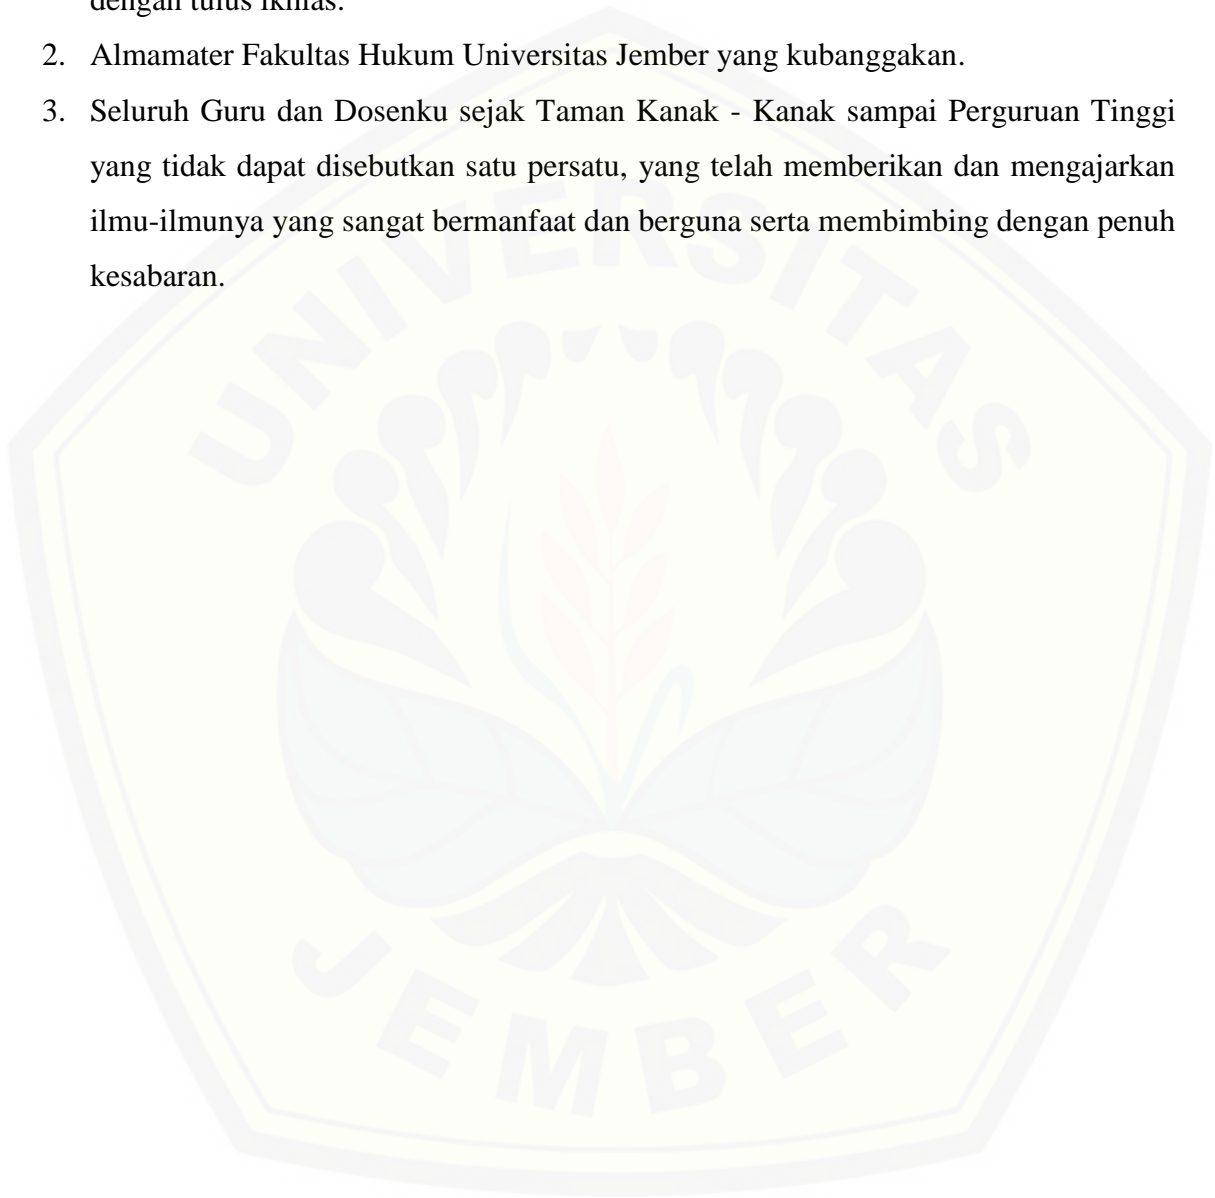 dengan tulus ikhlas.
2. Almamater Fakultas Hukum Universitas Jember yang kubanggakan.
3. Seluruh Guru dan Dosenku sejak Taman Kanak - Kanak sampai Perguruan Tinggi
yang tidak dapat disebutkan satu persatu, yang telah memberikan dan mengajarkan
ilmu-ilmunya yang sangat bermanfaat dan berguna serta membimbing dengan penuh
kesabaran.
UNIVERSITAS
JEMBER